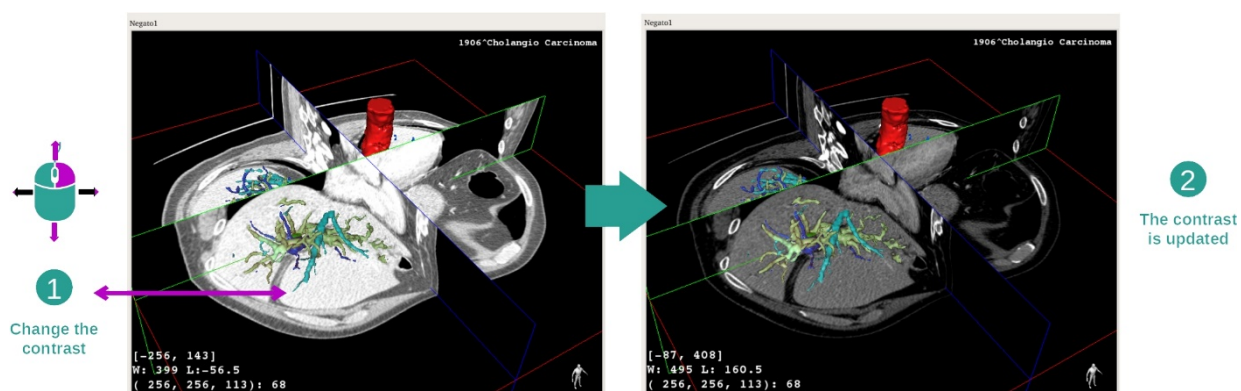 Negato1
1906^Cholangio Carcinoma
[-256, 143]
W: 399 L:-56.5
( 256, 256, 113): 68
1
Change the
contrast
Negato1
1906^Cholangio Carcinoma
[-87, 408]
W: 495 L: 160.5
( 256, 256, 113): 68
2
The contrast
is updated